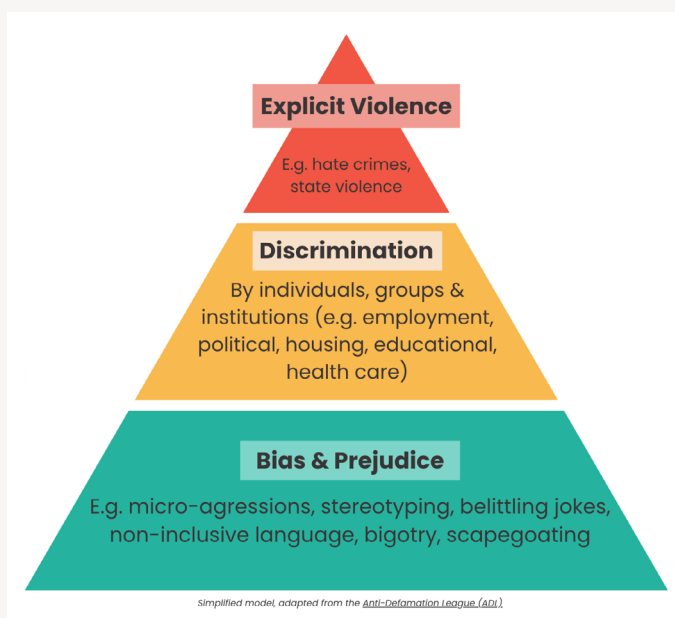 Explicit Violence
E.g. hate crimes,
state violence
Discrimination
By individuals, groups &
institutions (e.g. employment,
political, housing, educational,
health care)
Bias & Prejudice
E.g. micro-agressions, stereotyping, belittling jokes,
non-inclusive language, bigotry, scapegoating
Simplified model, adapted from the Anti-Defamation League (ADL)